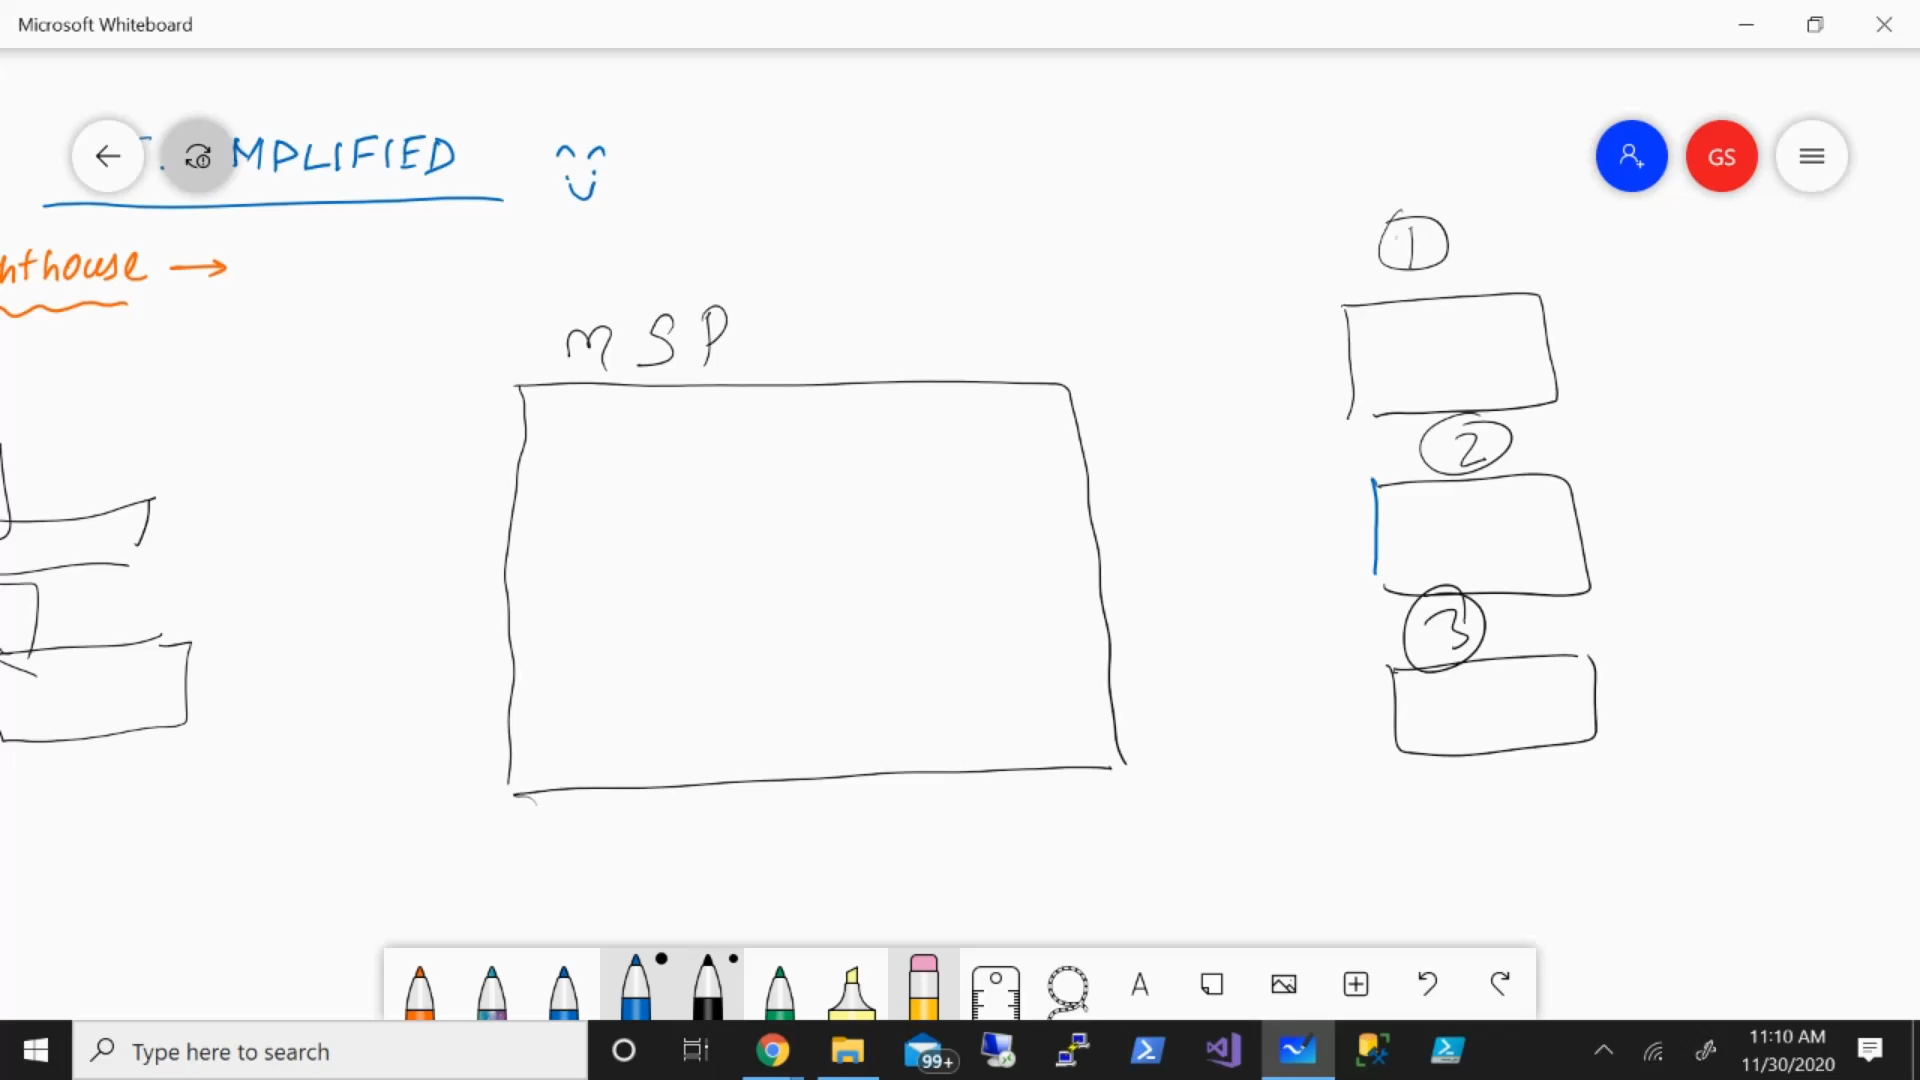 Microsoft Whiteboard
MPLIFIED
GS
1
hthouse →
MSP
2
3
A
Type here to search
99+
11:10 AM
11/30/2020